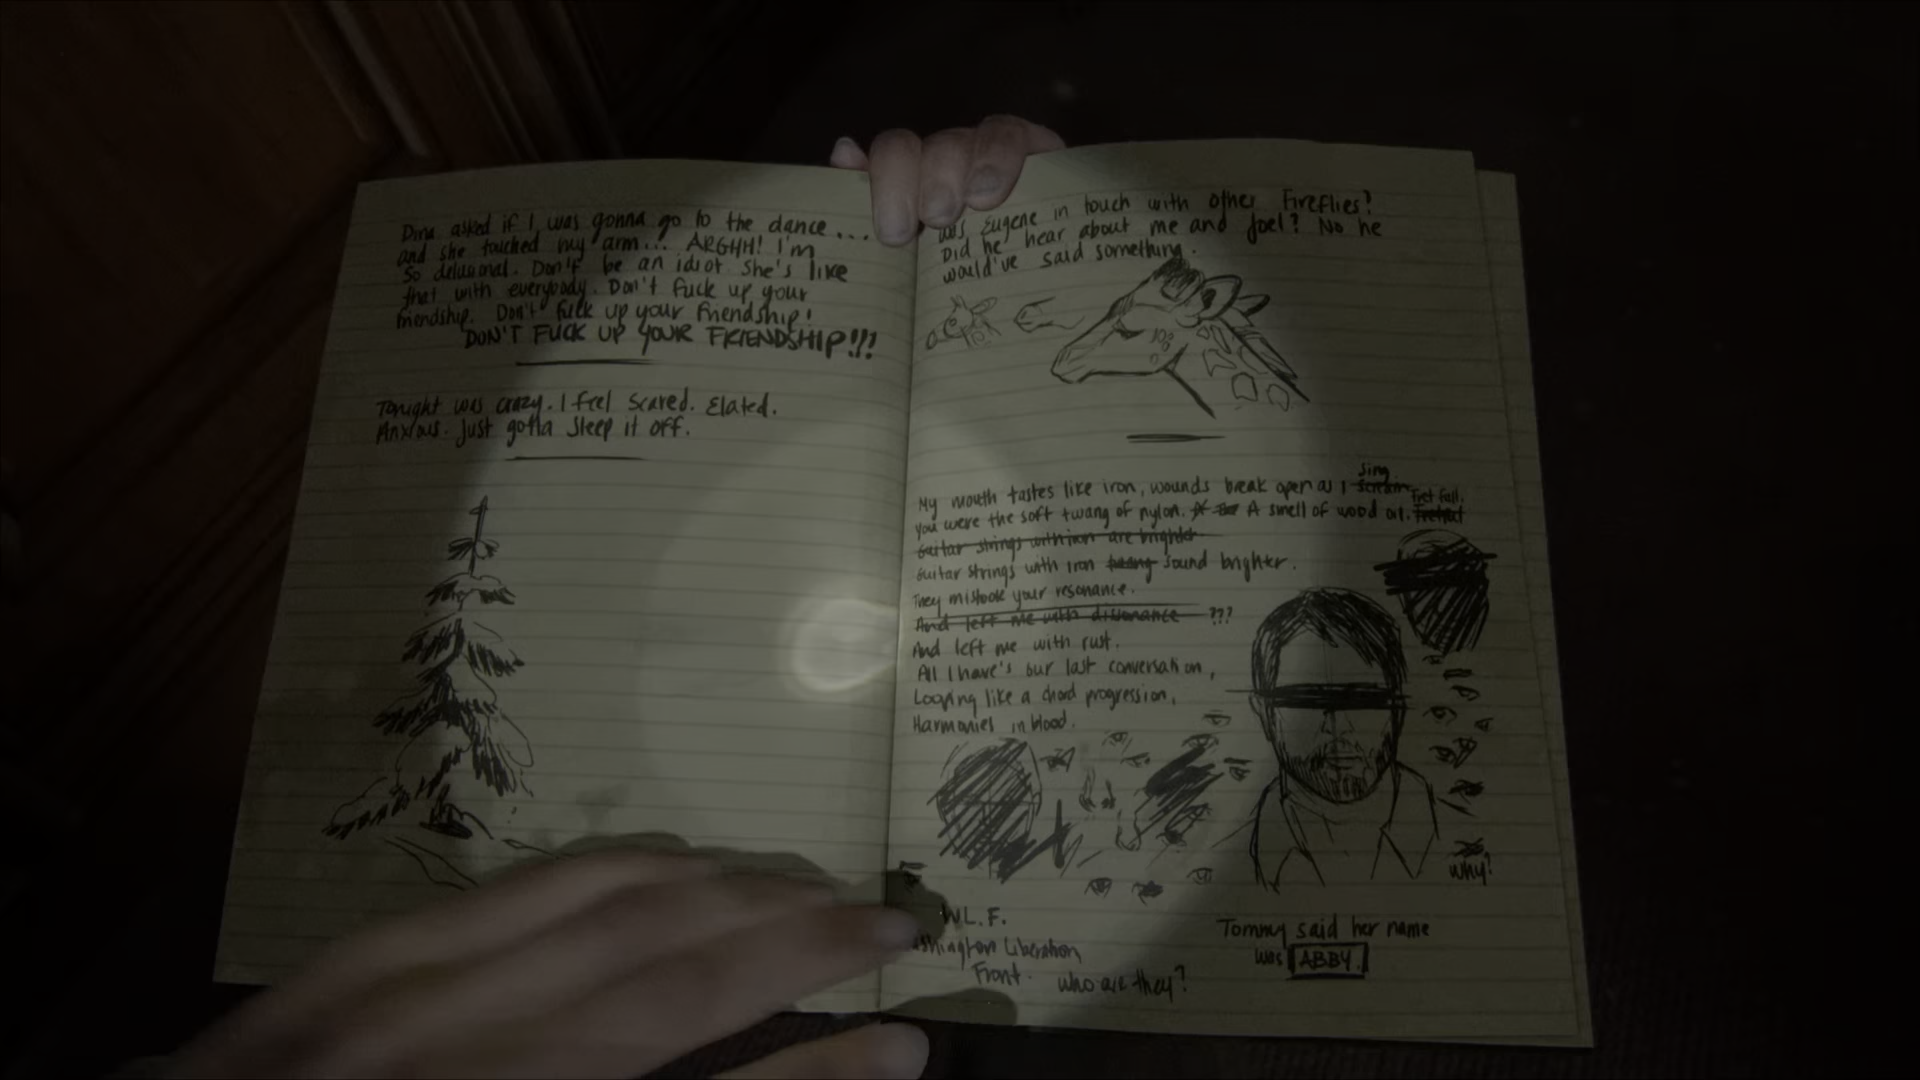 Dina asked if I was gonna go to the dance...
and she touched my arm... ARGHH! I'm
so delusional. Don't be an idiot. She's like
that with everybody. Don't fuck up your
friendship. Don't fuck up your friendship!
DON'T FUCK UP YOUR FRIENDSHIP!!!
Tonight was crazy. I feel scared. Elated.
Anxious. Just gotta sleep it off.
Was Eugene in touch with other Fireflies?
Did he hear about me and Joel? No he
would've said something.
sing
My mouth tastes like iron, wounds break open as I scream
Fret fall.
You were the soft twang of nylon. A smell of wood oil.
Guitar strings with iron are brighter
Guitar strings with iron twang sound brighter.
They mistook your resonance.
And left me with dissonance ???
And left me with rust.
All I have's our last conversation,
Looping like a chord progression,
Harmonies in blood.
Why?
W.L.F.
Washington Liberation
Front. who are they?
Tommy said her name
was ABBY.